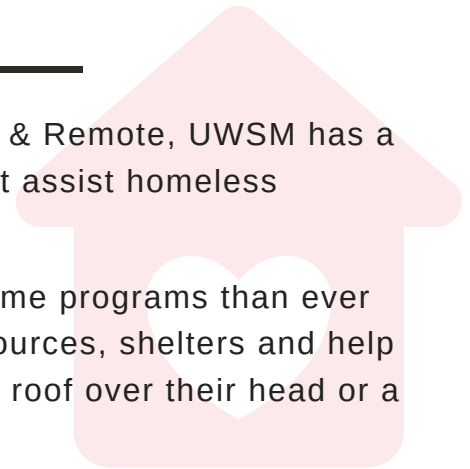 & Remote, UWSM has a
t assist homeless
me programs than ever
ources, shelters and help
roof over their head or a